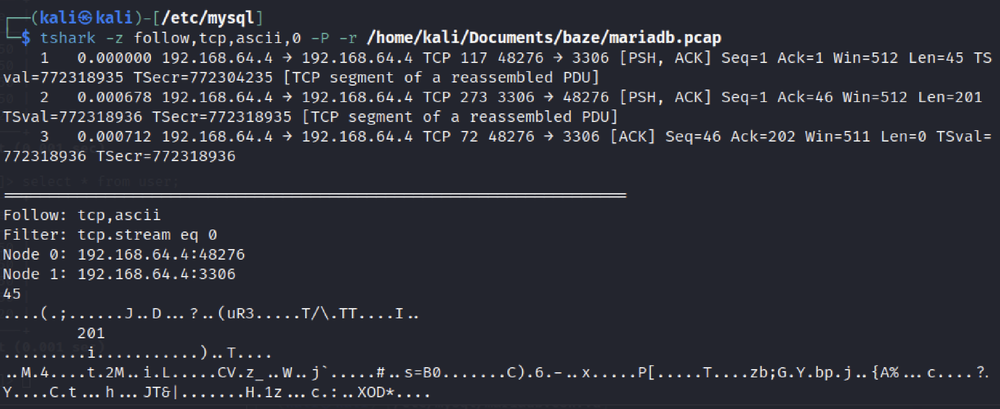 ┌──(kali㉿kali)-[/etc/mysql]
└─$ tshark -z follow,tcp,ascii,0 -P -r /home/kali/Documents/baze/mariadb.pcap
    1   0.000000 192.168.64.4 → 192.168.64.4 TCP 117 48276 → 3306 [PSH, ACK] Seq=1 Ack=1 Win=512 Len=45 TS
val=772318935 TSecr=772304235 [TCP segment of a reassembled PDU]
    2   0.000678 192.168.64.4 → 192.168.64.4 TCP 273 3306 → 48276 [PSH, ACK] Seq=1 Ack=46 Win=512 Len=201
TSval=772318936 TSecr=772318935 [TCP segment of a reassembled PDU]
    3   0.000712 192.168.64.4 → 192.168.64.4 TCP 72 48276 → 3306 [ACK] Seq=46 Ack=202 Win=511 Len=0 TSval=
772318936 TSecr=772318936
]> select * from user;
===================================================================
Follow: tcp,ascii
Filter: tcp.stream eq 0
Node 0: 192.168.64.4:48276
Node 1: 192.168.64.4:3306
45
....(.;......J..D...?..(uR3.....T/\.TT....I..
        201
.........i...........)..T....
..M.4....t.2M..i.L.....CV.z_..W..j`.....#..s=B0.......C).6.-..x.....P[.....T....zb;G.Y.bp.j..{A%...c....?.
Y....C.t...h...JT&|.......H.1z...c.:..XOD*....